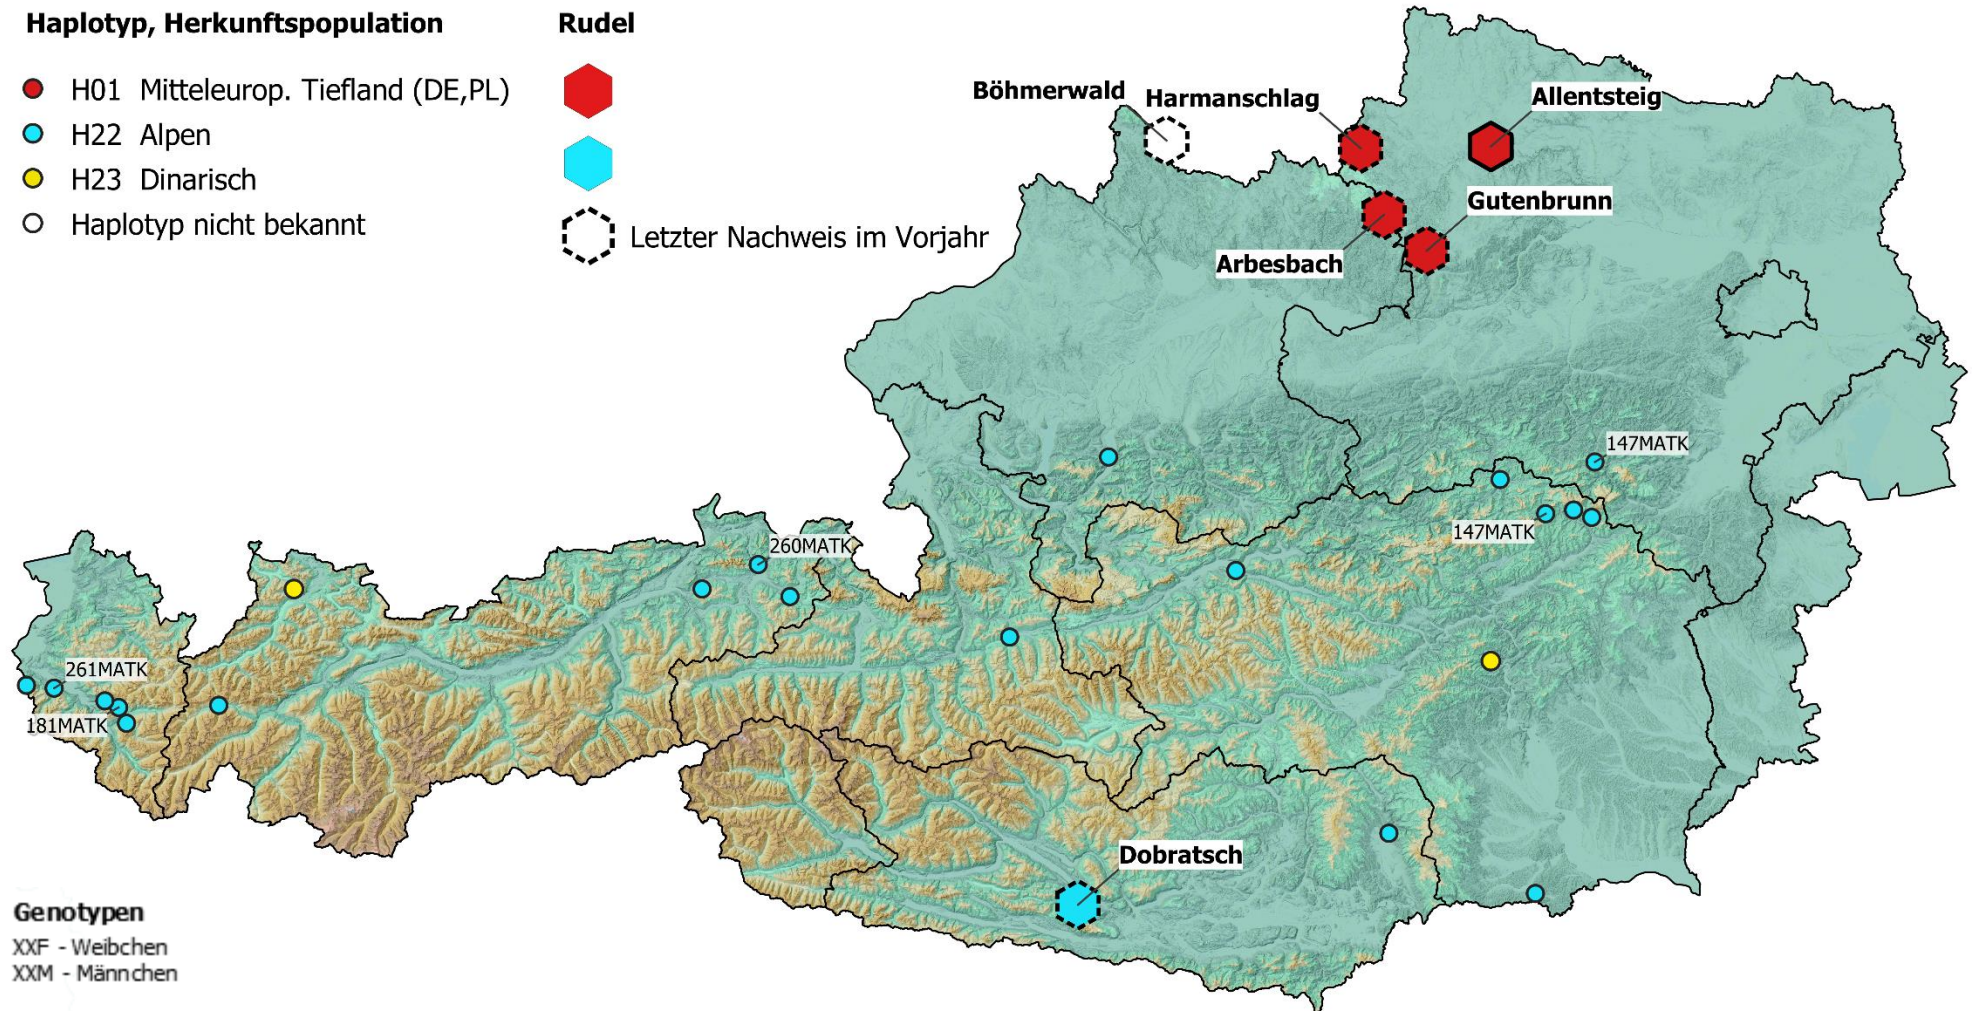 Haplotyp, Herkunftspopulation
H01 Mitteleurop. Tiefland (DE,PL)
H22 Alpen
H23 Dinarisch
Haplotyp nicht bekannt
Rudel
Letzter Nachweis im Vorjahr
Böhmerwald
Harmanschlag
Allentsteig
Gutenbrunn
Arbesbach
147MATK
147MATK
260MATK
261MATK
181MATK
Dobratsch
Genotypen
XXF - Weibchen
XXM - Männchen